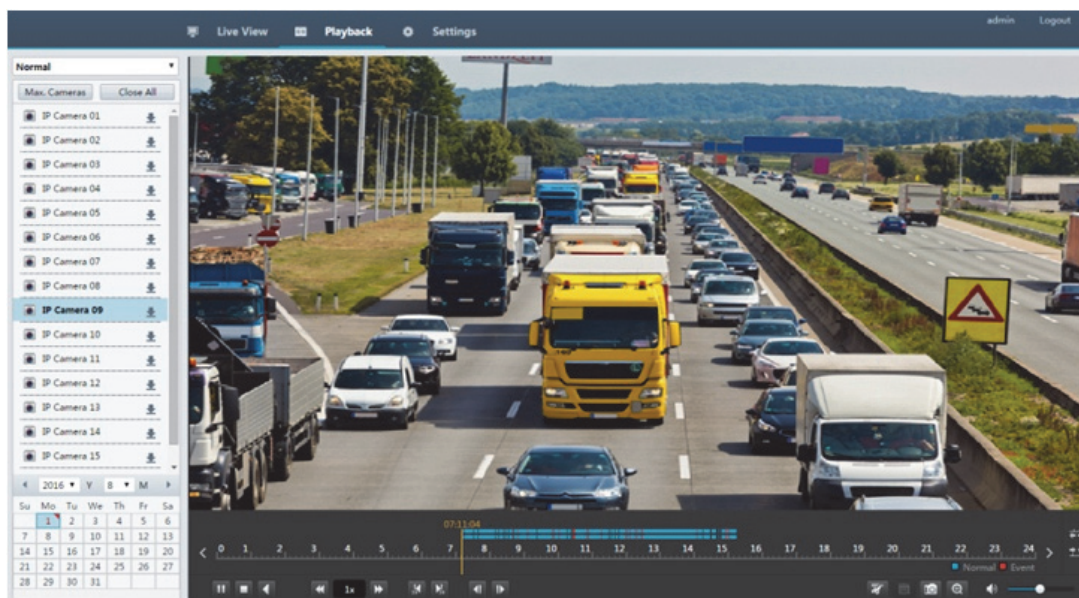 admin Logout
Live View Playback Settings
Normal
Max. Cameras Close All
IP Camera 01
IP Camera 02
IP Camera 03
IP Camera 04
IP Camera 05
IP Camera 06
IP Camera 07
IP Camera 08
IP Camera 09
IP Camera 10
IP Camera 11
IP Camera 12
IP Camera 13
IP Camera 14
IP Camera 15
2016 Y 8 M
Su Mo Tu We Th Fr Sa
1 2 3 4 5 6
7 8 9 10 11 12 13
14 15 16 17 18 19 20
21 22 23 24 25 26 27
28 29 30 31
07:11:04
0 1 2 3 4 5 6 7 8 9 10 11 12 13 14 15 16 17 18 19 20 21 22 23 24
Normal Event
1x